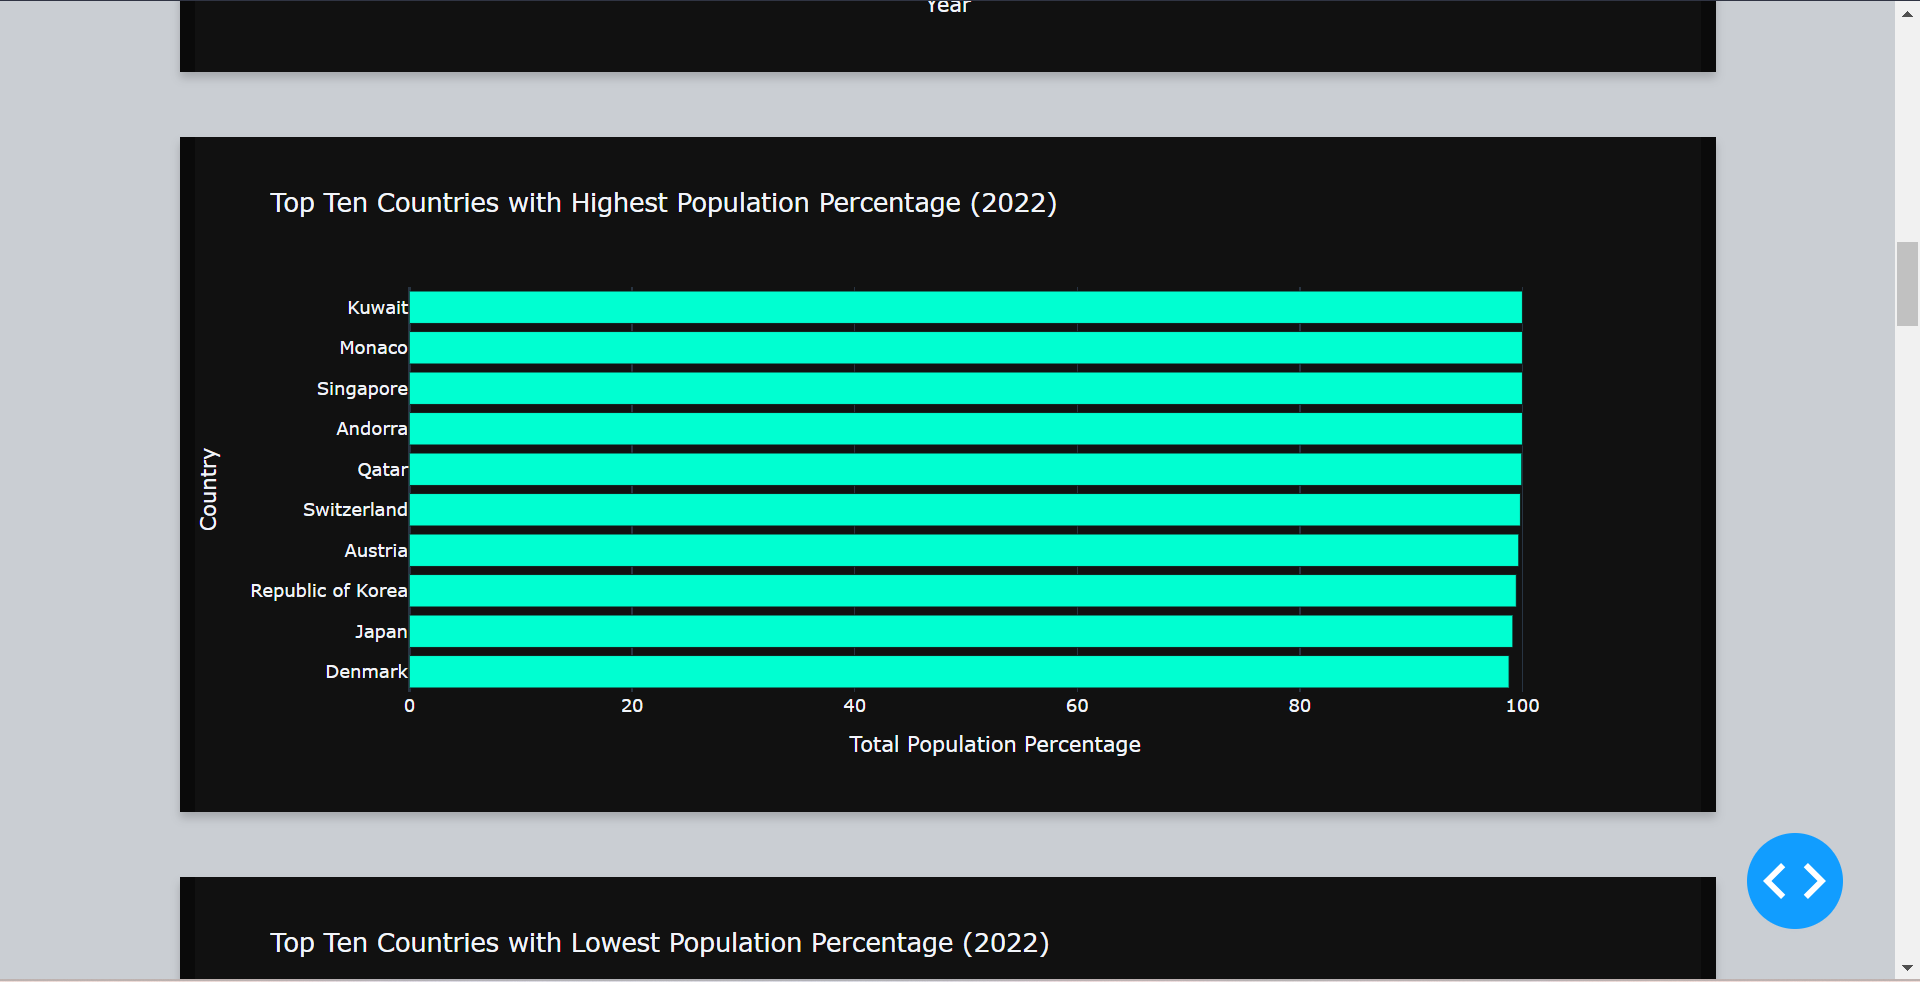 Year
Top Ten Countries with Highest Population Percentage (2022)
Country
Kuwait
Monaco
Singapore
Andorra
Qatar
Switzerland
Austria
Republic of Korea
Japan
Denmark
0 20 40 60 80 100
Total Population Percentage
Top Ten Countries with Lowest Population Percentage (2022)